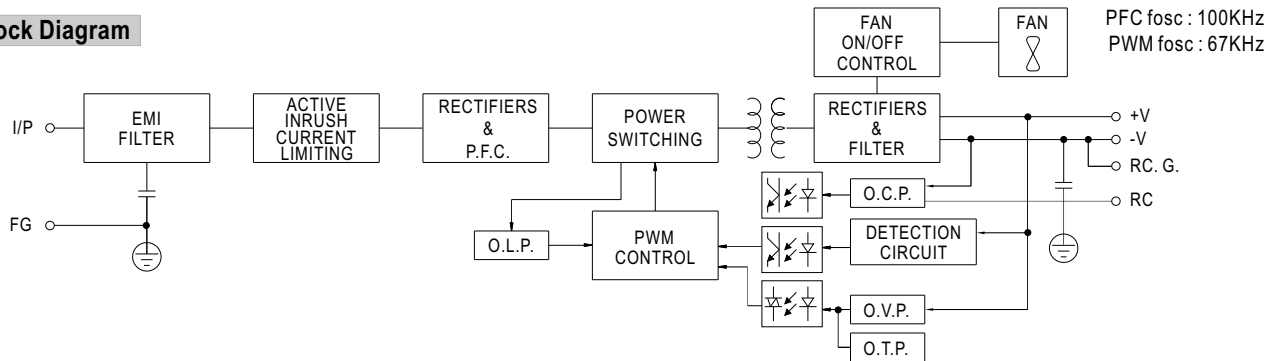 ock Diagram
PFC fosc : 100KHz
PWM fosc : 67KHz
FAN
ON/OFF
CONTROL
FAN
I/P
EMI
FILTER
ACTIVE
INRUSH
CURRENT
LIMITING
RECTIFIERS
&
P.F.C.
POWER
SWITCHING
RECTIFIERS
&
FILTER
+V
-V
RC. G.
RC
FG
O.L.P.
PWM
CONTROL
O.C.P.
DETECTION
CIRCUIT
O.V.P.
O.T.P.